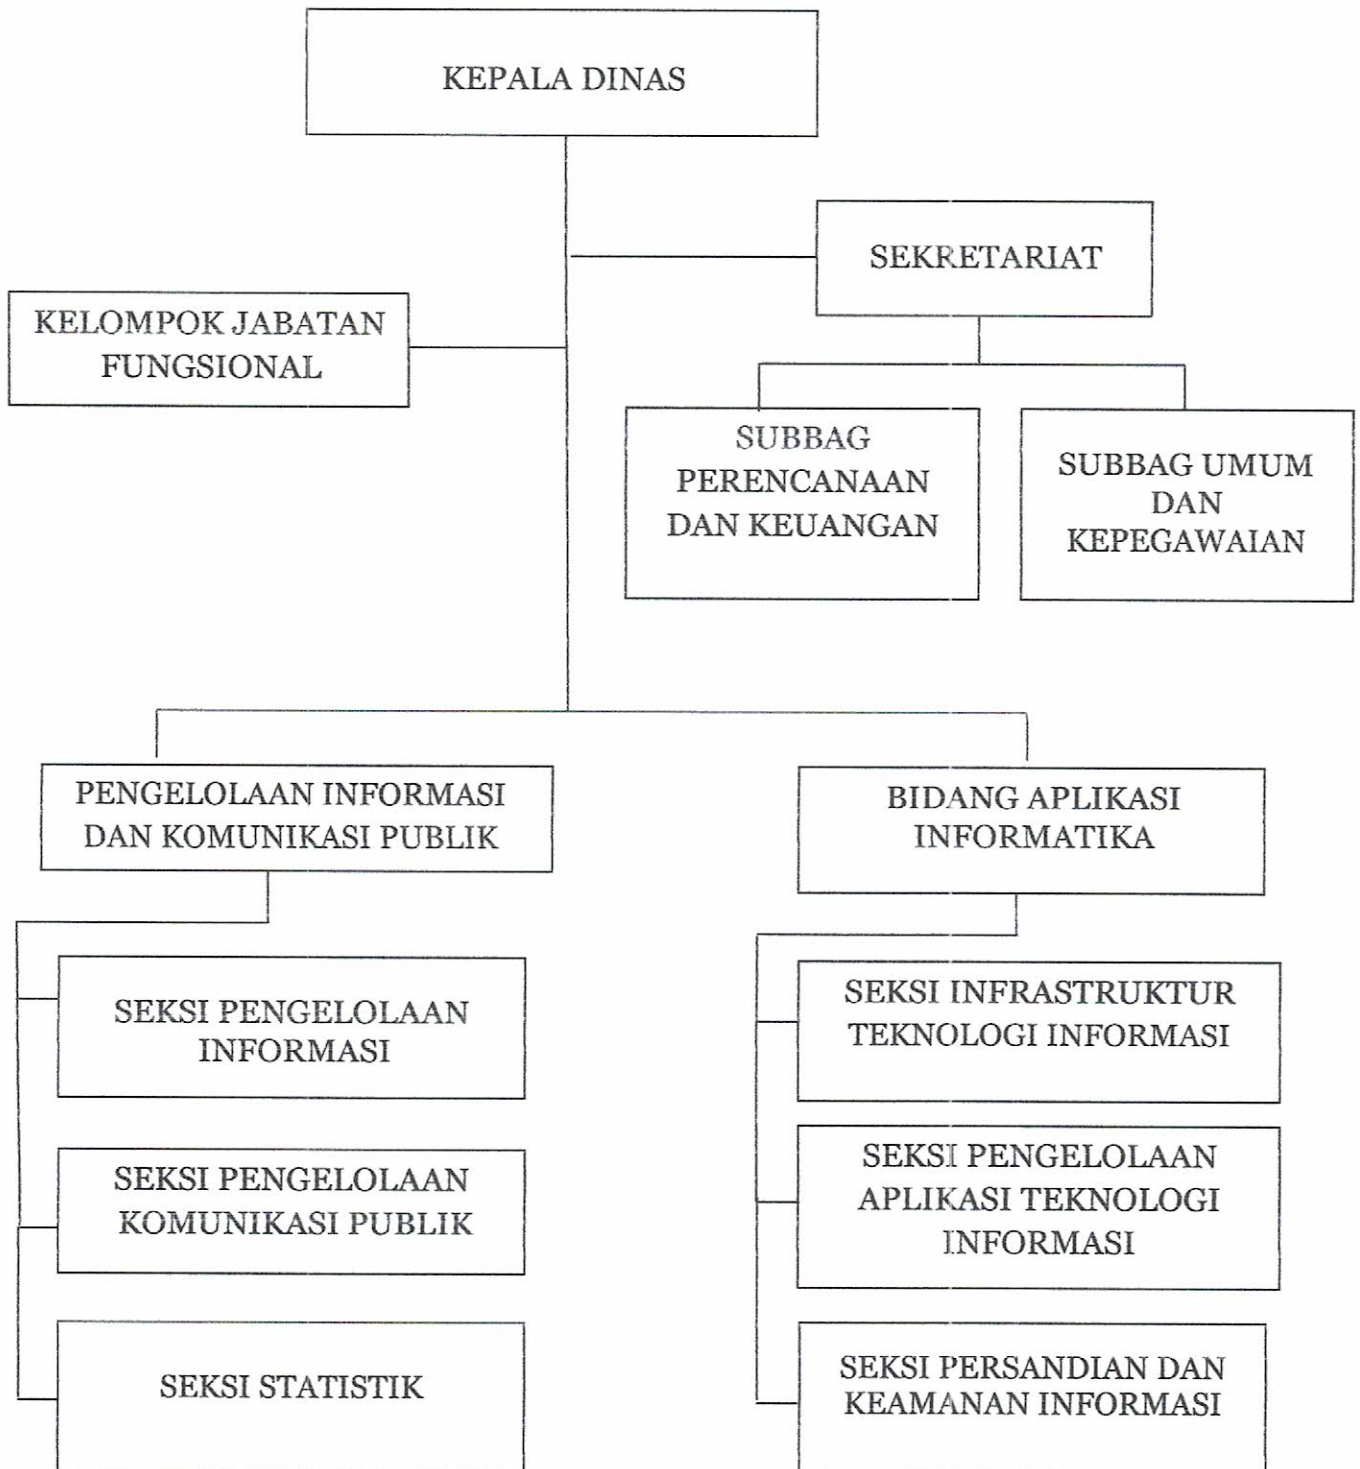 KEPALA DINAS
SEKRETARIAT
KELOMPOK JABATAN
FUNGSIONAL
SUBBAG
PERENCANAAN
DAN KEUANGAN
SUBBAG UMUM
DAN
KEPEGAWAIAN
PENGELOLAAN INFORMASI
DAN KOMUNIKASI PUBLIK
BIDANG APLIKASI
INFORMATIKA
SEKSI PENGELOLAAN
INFORMASI
SEKSI PENGELOLAAN
KOMUNIKASI PUBLIK
SEKSI STATISTIK
SEKSI INFRASTRUKTUR
TEKNOLOGI INFORMASI
SEKSI PENGELOLAAN
APLIKASI TEKNOLOGI
INFORMASI
SEKSI PERSANDIAN DAN
KEAMANAN INFORMASI